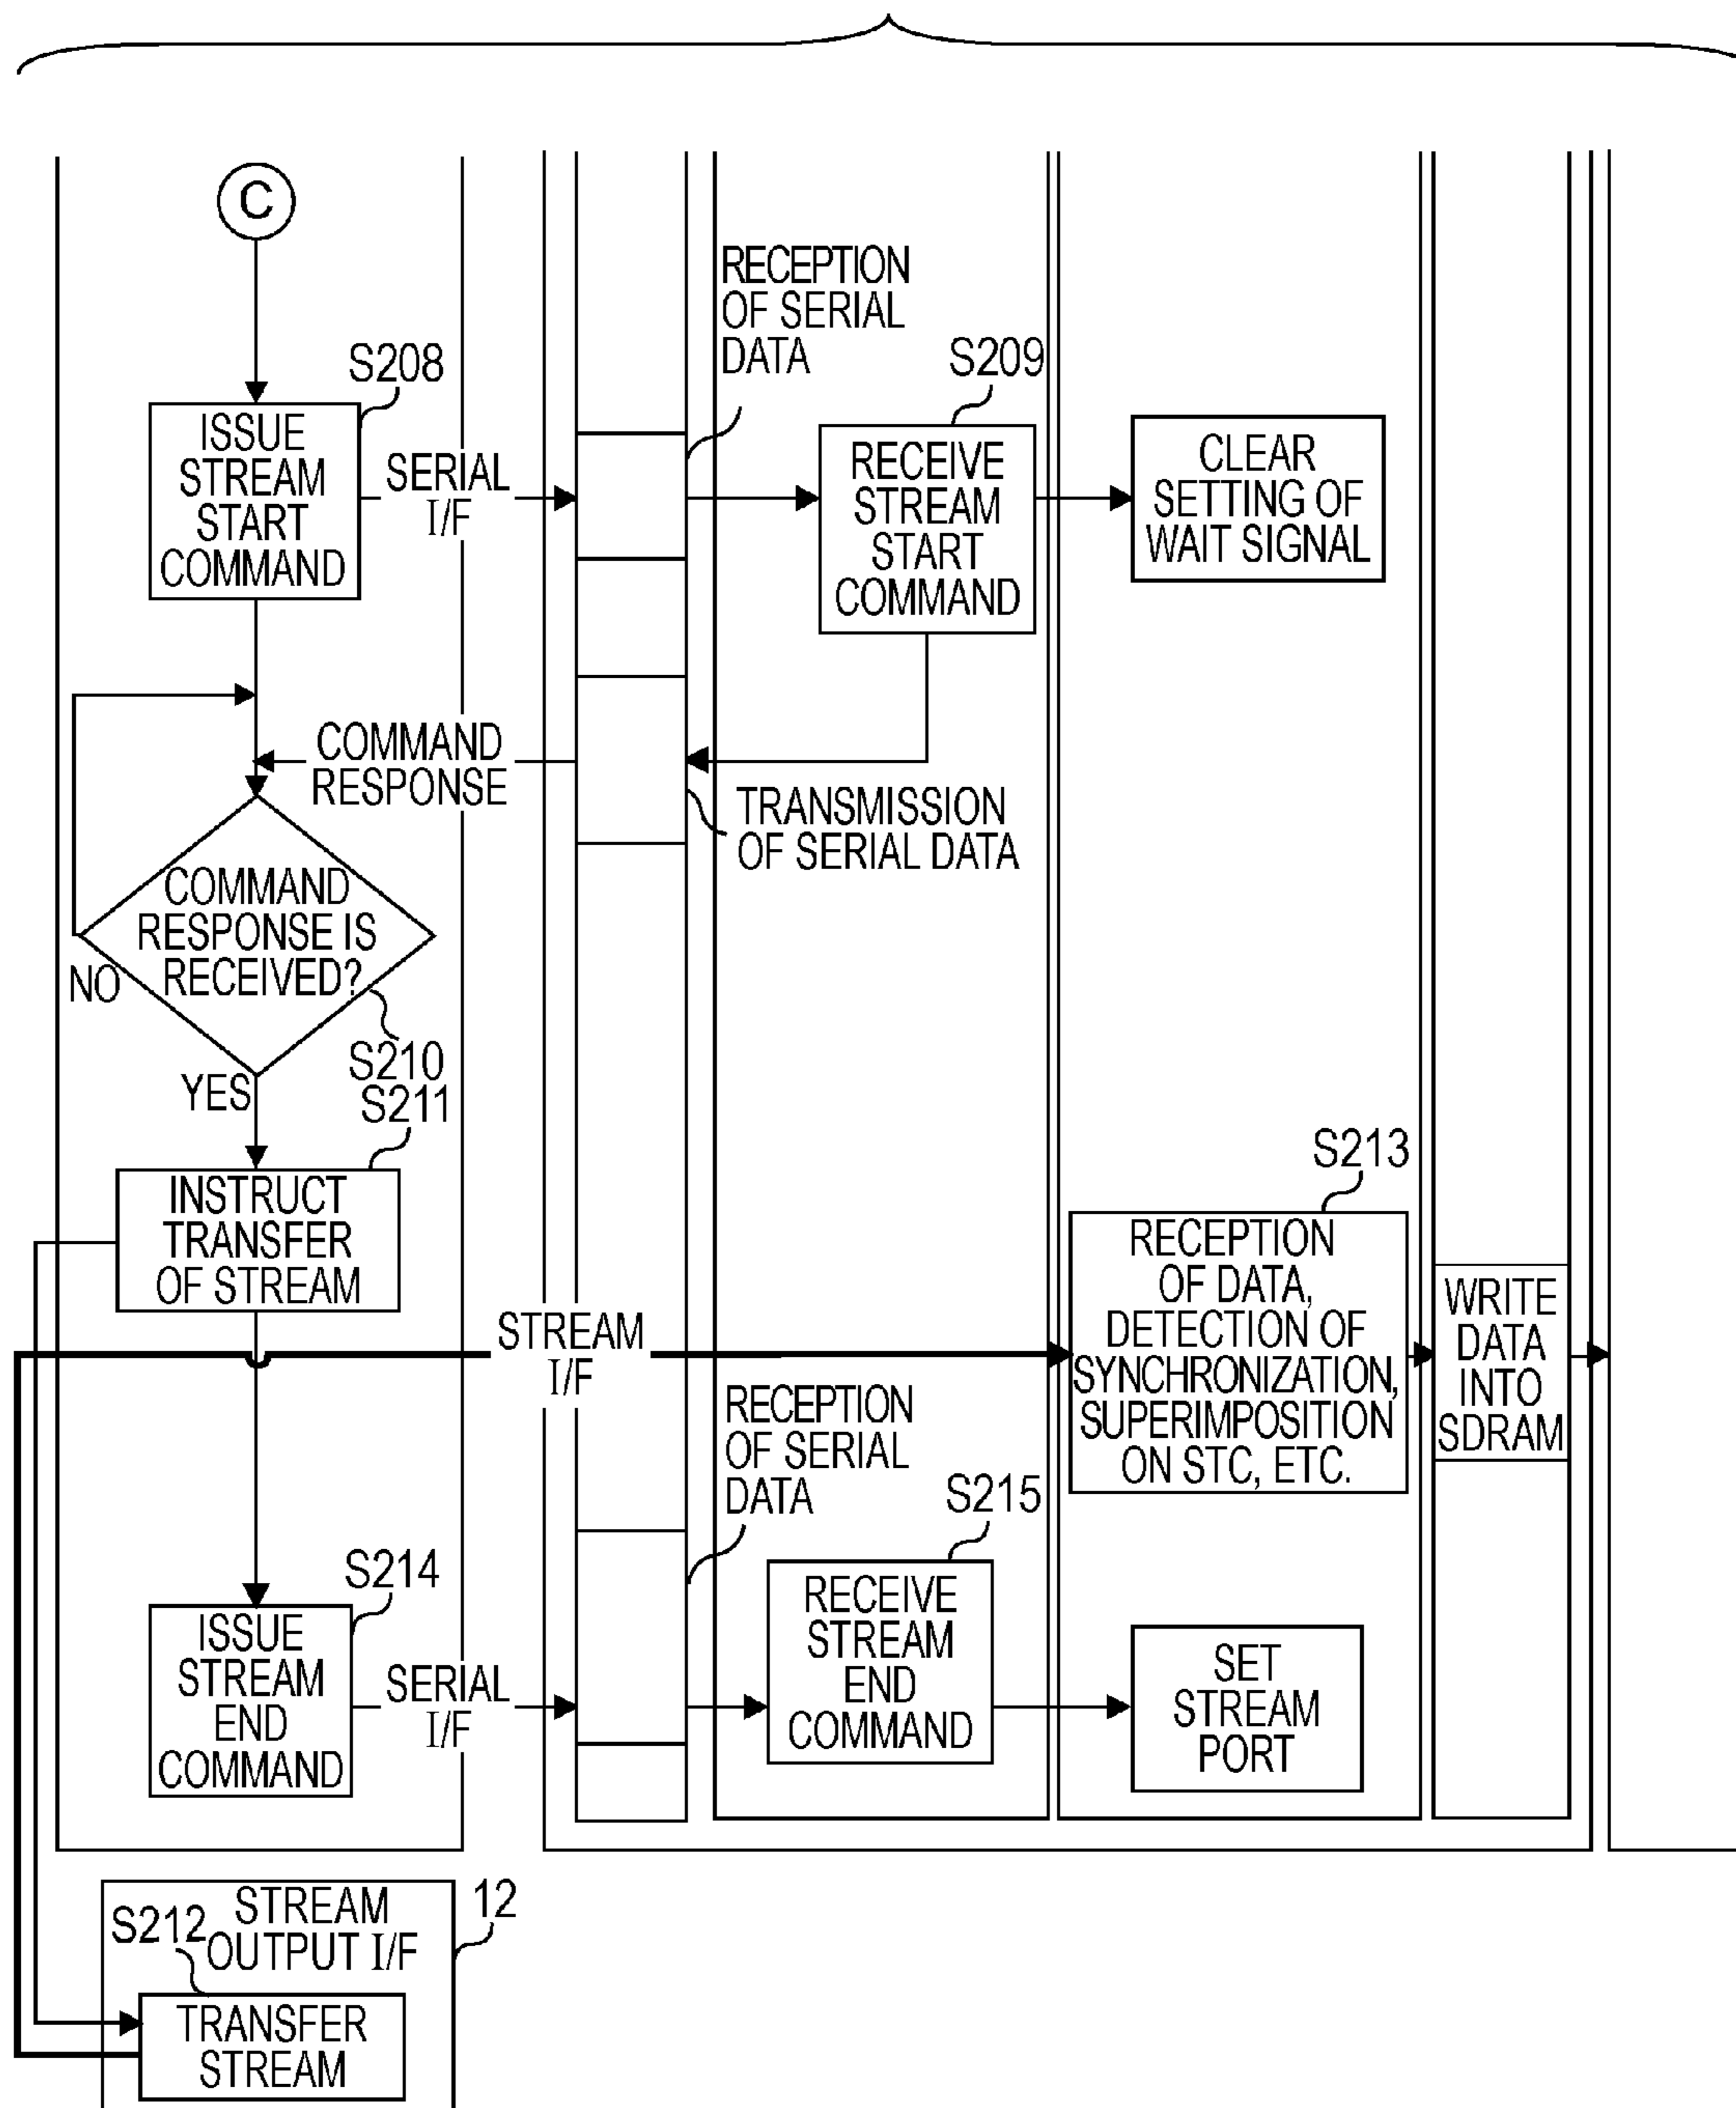 C
RECEPTION
OF SERIAL
DATA
S208
S209
ISSUE
STREAM
START
COMMAND
SERIAL
I/F
RECEIVE
STREAM
START
COMMAND
CLEAR
SETTING OF
WAIT SIGNAL
COMMAND
RESPONSE
TRANSMISSION
OF SERIAL DATA
COMMAND
RESPONSE IS
RECEIVED?
NO
S210
YES
S211
INSTRUCT
TRANSFER
OF STREAM
S213
RECEPTION
OF DATA,
DETECTION OF
SYNCHRONIZATION,
SUPERIMPOSITION
ON STC, ETC.
WRITE
DATA
INTO
SDRAM
STREAM
I/F
RECEPTION
OF SERIAL
DATA
S215
S214
ISSUE
STREAM
END
COMMAND
SERIAL
I/F
RECEIVE
STREAM
END
COMMAND
SET
STREAM
PORT
12
STREAM
OUTPUT I/F
S212
TRANSFER
STREAM